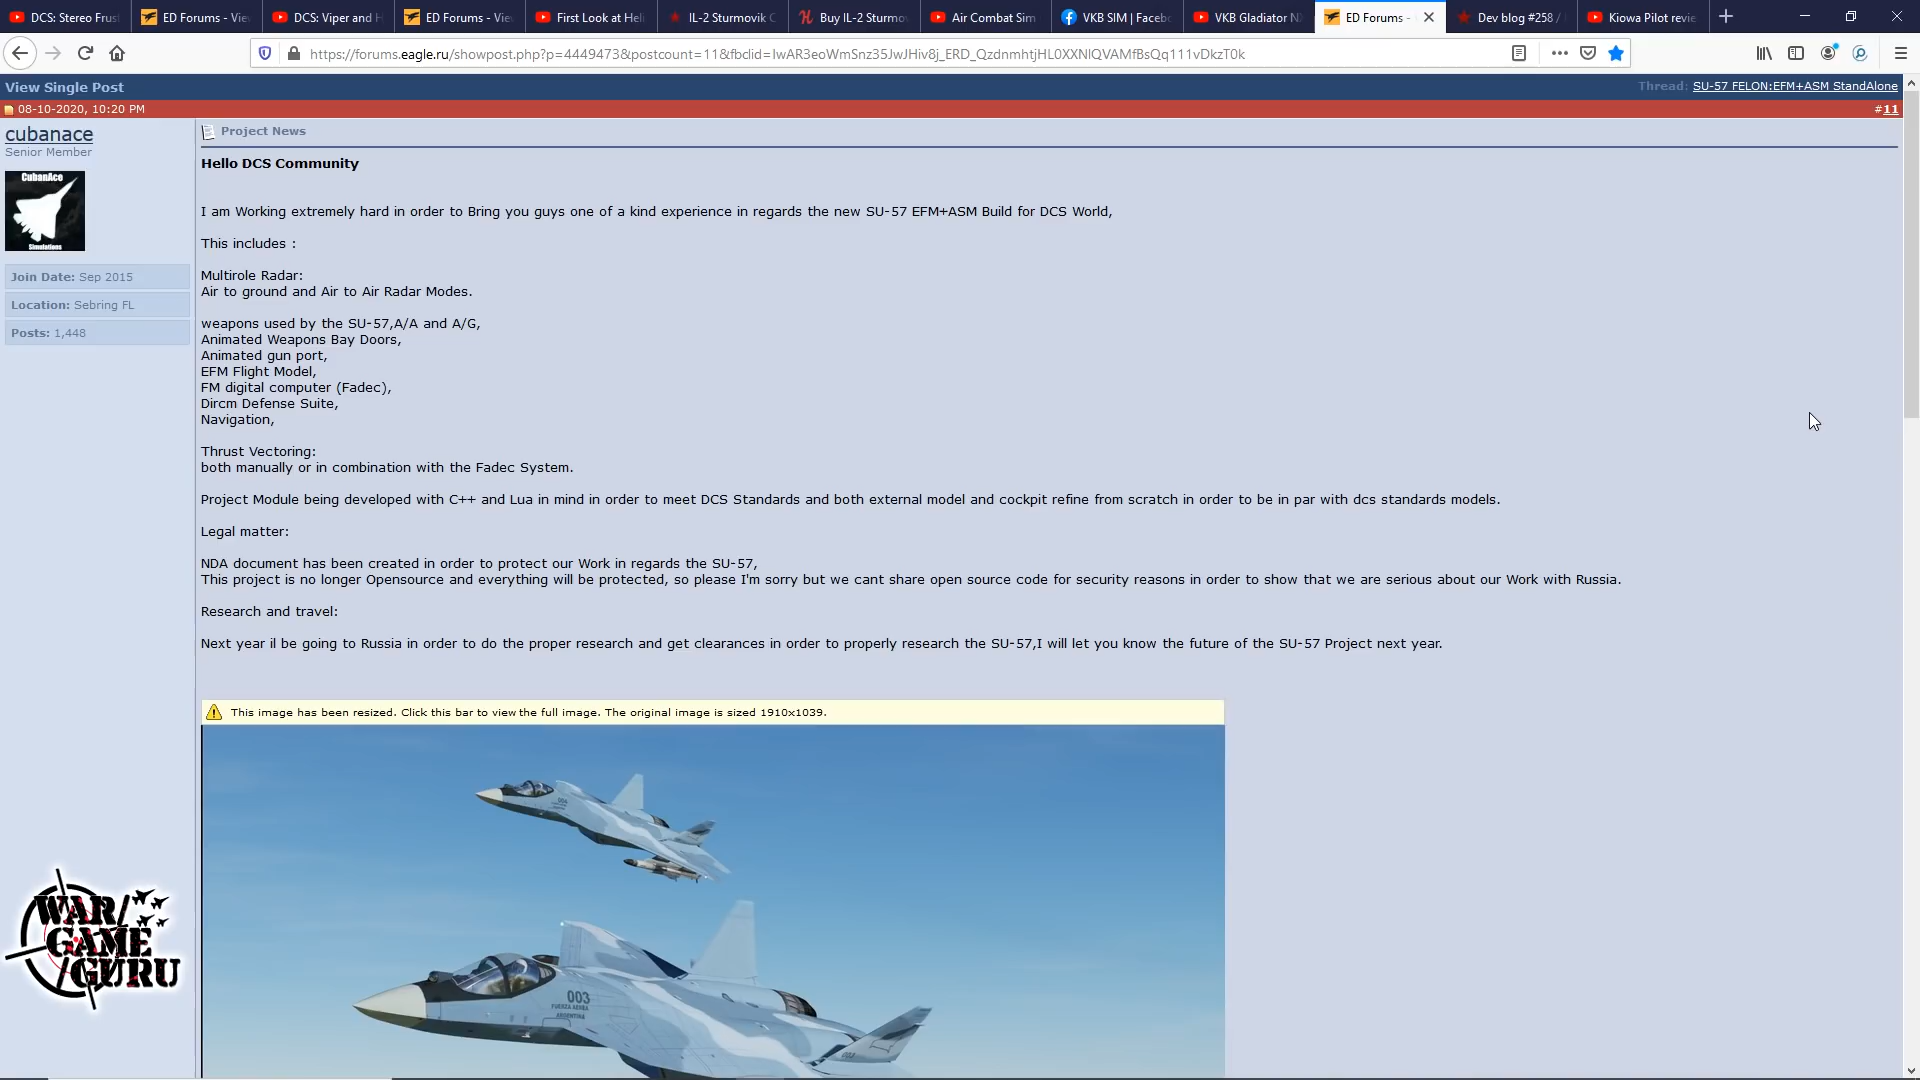 DCS: Stereo Frust
ED Forums - Vie
DCS: Viper and H
ED Forums - Vie
First Look at Heli
IL-2 Sturmovik C
Buy IL-2 Sturmov
Air Combat Sim
VKB SIM | Facebo
VKB Gladiator NX
ED Forums -
Dev blog #258 /
Kiowa Pilot revie
https://forums.eagle.ru/showpost.php?p=4449473&postcount=11&fbclid=IwAR3eoWmSnz35JwJHiv8j_ERD_QzdnmhtjHL0XXNlQVAMfBsQq111vDkzT0k
View Single Post
Thread: SU-57 FELON:EFM+ASM StandAlone
08-10-2020, 10:20 PM
#11
cubanace
Senior Member
CubanAce
Simulations
Join Date: Sep 2015
Location: Sebring FL
Posts: 1,448
Project News
Hello DCS Community
I am Working extremely hard in order to Bring you guys one of a kind experience in regards the new SU-57 EFM+ASM Build for DCS World,
This includes :
Multirole Radar:
Air to ground and Air to Air Radar Modes.
weapons used by the SU-57,A/A and A/G,
Animated Weapons Bay Doors,
Animated gun port,
EFM Flight Model,
FM digital computer (Fadec),
Dircm Defense Suite,
Navigation,
Thrust Vectoring:
both manually or in combination with the Fadec System.
Project Module being developed with C++ and Lua in mind in order to meet DCS Standards and both external model and cockpit refine from scratch in order to be in par with dcs standards models.
Legal matter:
NDA document has been created in order to protect our Work in regards the SU-57,
This project is no longer Opensource and everything will be protected, so please I'm sorry but we cant share open source code for security reasons in order to show that we are serious about our Work with Russia.
Research and travel:
Next year il be going to Russia in order to do the proper research and get clearances in order to properly research the SU-57,I will let you know the future of the SU-57 Project next year.
This image has been resized. Click this bar to view the full image. The original image is sized 1910x1039.
003
FUERZA AEREA
ARGENTINA
WAR/
GAME
/GURU